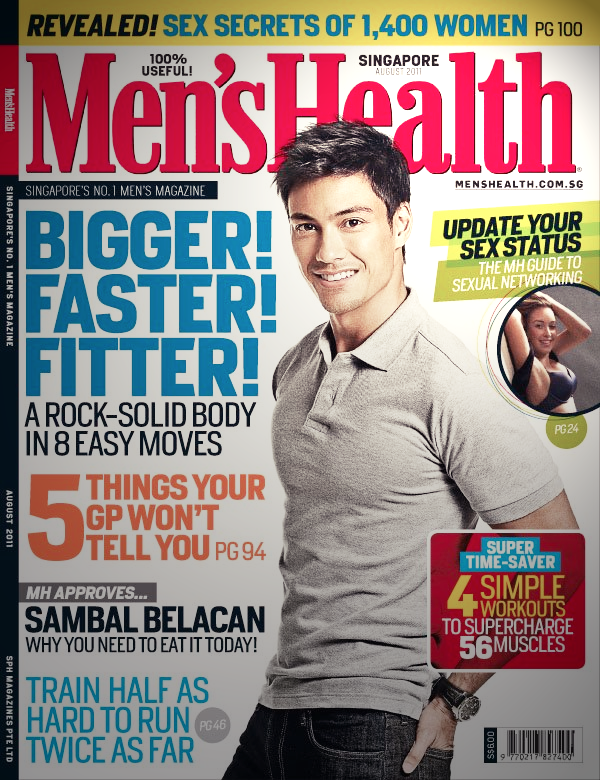 REVEALED! SEX SECRETS OF 1,400 WOMEN PG 100
100%
USEFUL!
SINGAPORE
AUGUST 2011
Men'sHealth
SINGAPORE'S NO.1 MEN'S MAGAZINE
MENSHEALTH.COM.SG
BIGGER!
FASTER!
FITTER!
A ROCK-SOLID BODY
IN 8 EASY MOVES
UPDATE YOUR
SEX STATUS
THE MH GUIDE TO
SEXUAL NETWORKING
PG 24
5 THINGS YOUR
GP WON'T
TELL YOU PG 94
MH APPROVES...
SAMBAL BELACAN
WHY YOU NEED TO EAT IT TODAY!
TRAIN HALF AS
HARD TO RUN
TWICE AS FAR
PG 46
SUPER
TIME-SAVER
4 SIMPLE
WORKOUTS
TO SUPERCHARGE
56 MUSCLES
S$6.00
9 770217 827400
Men'sHealth
SINGAPORE'S NO.1 MEN'S MAGAZINE
AUGUST 2011
SPH MAGAZINES PTE LTD